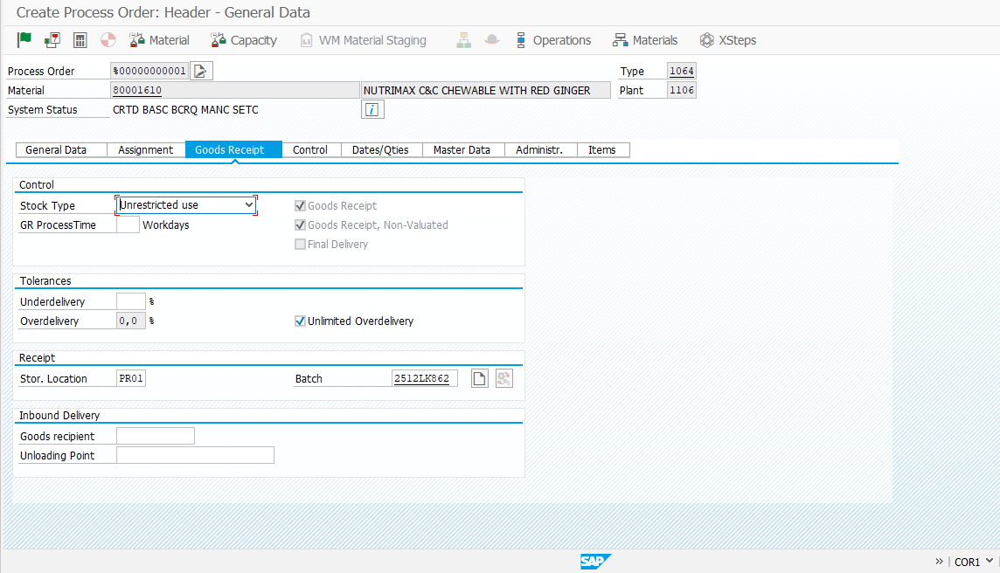 Create Process Order: Header - General Data
Material Capacity WM Material Staging Operations Materials XSteps
Process Order %00000000001 Type 1064
Material 80001610 NUTRIMAX C&C CHEWABLE WITH RED GINGER Plant 1106
System Status CRTD BASC BCRQ MANC SETC i
General Data Assignment Goods Receipt Control Dates/Qties Master Data Administr. Items
Control
Stock Type Unrestricted use Goods Receipt
GR ProcessTime Workdays Goods Receipt, Non-Valuated
Final Delivery
Tolerances
Underdelivery %
Overdelivery 0,0 % Unlimited Overdelivery
Receipt
Stor. Location PR01 Batch 2512LK862
Inbound Delivery
Goods recipient
Unloading Point
SAP » COR1